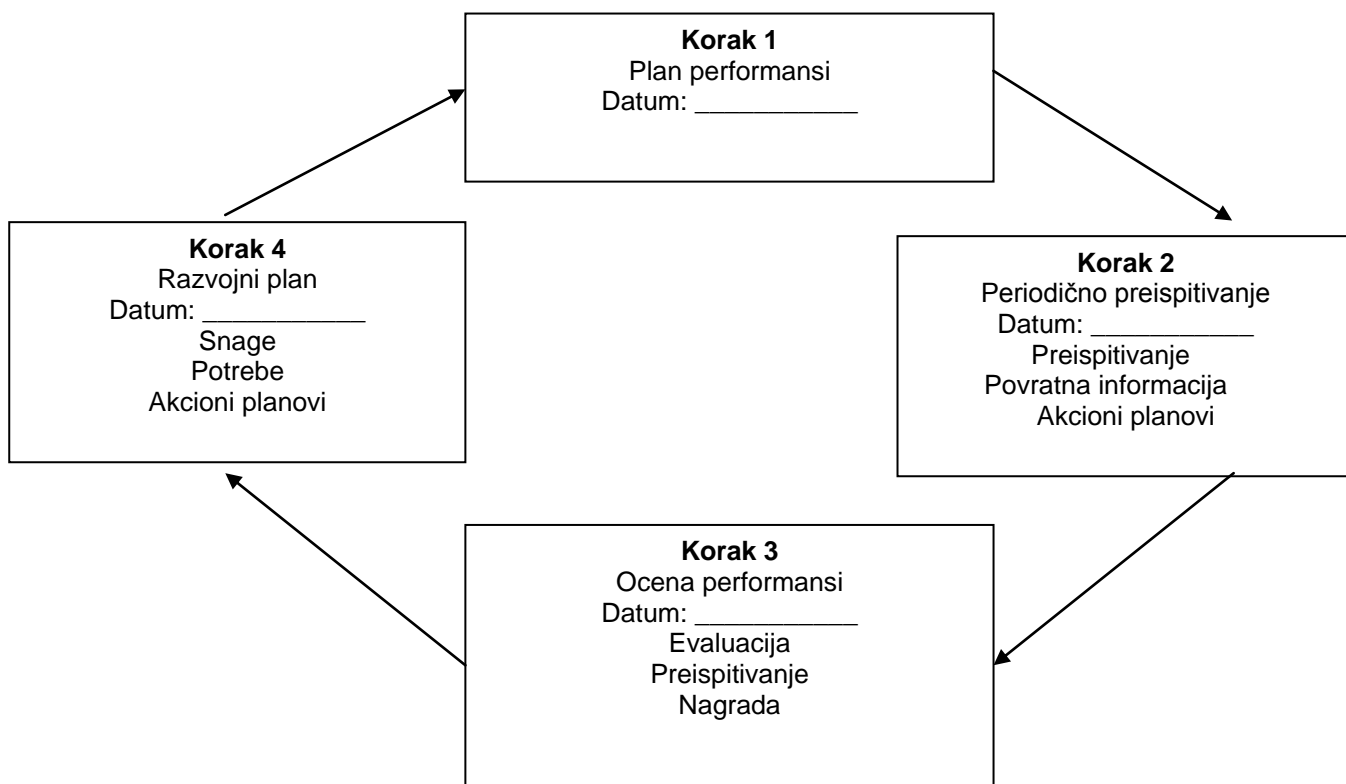 Korak 1
Plan performansi
Datum: ___________
Korak 2
Periodično preispitivanje
Datum: ___________
Preispitivanje
Povratna informacija
Akcioni planovi
Korak 3
Ocena performansi
Datum: ___________
Evaluacija
Preispitivanje
Nagrada
Korak 4
Razvojni plan
Datum: ___________
Snage
Potrebe
Akcioni planovi